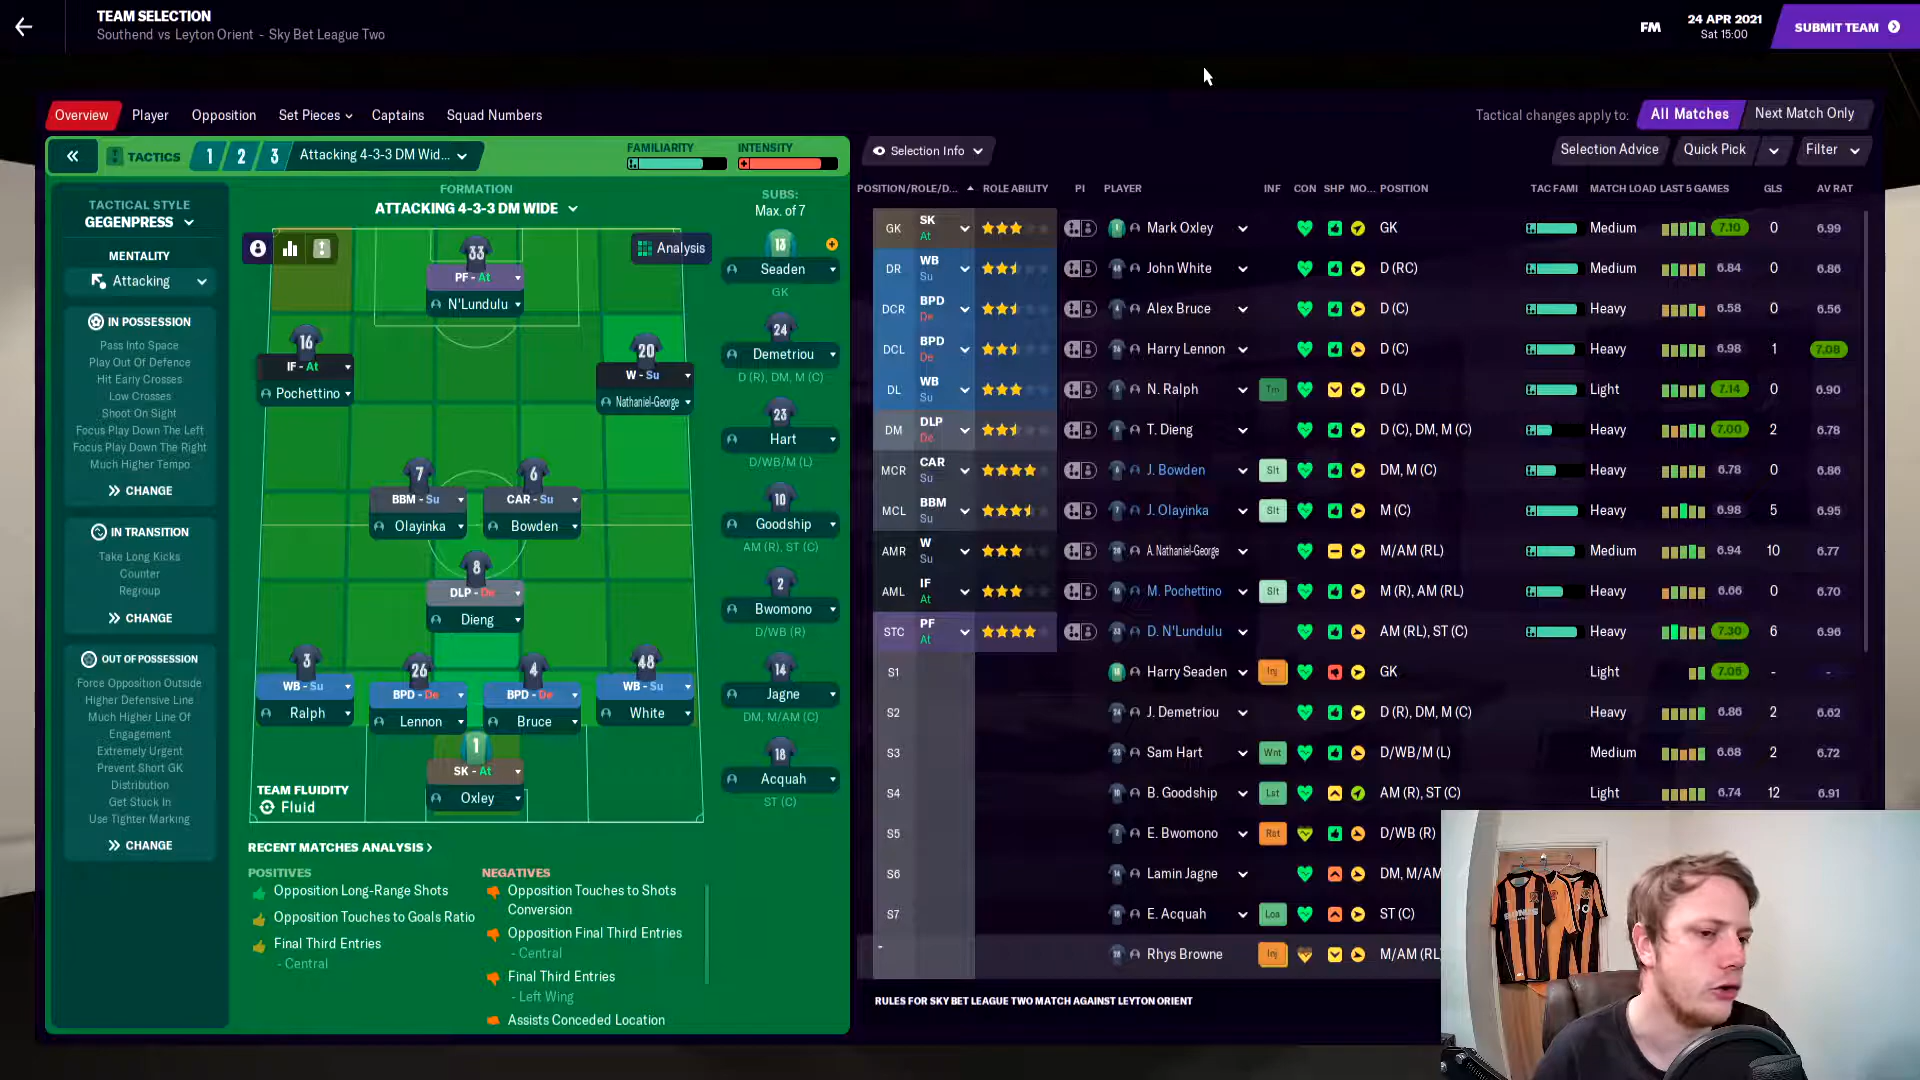 TEAM SELECTION
Southend vs Leyton Orient - Sky Bet League Two
FM
24 APR 2021
Sat 15:00
SUBMIT TEAM
Overview
Player
Opposition
Set Pieces
Captains
Squad Numbers
Tactical changes apply to:
All Matches
Next Match Only
TACTICS
1 2 3
Attacking 4-3-3 DM Wid...
FAMILIARITY
INTENSITY
Selection Info
Selection Advice
Quick Pick
Filter
TACTICAL STYLE
GEGENPRESS
MENTALITY
Attacking
IN POSSESSION
Pass Into Space
Play Out Of Defence
Hit Early Crosses
Low Crosses
Shoot On Sight
Focus Play Down The Left
Focus Play Down The Right
Much Higher Tempo
CHANGE
IN TRANSITION
Take Long Kicks
Counter
Regroup
CHANGE
OUT OF POSSESSION
Force Opposition Outside
Higher Defensive Line
Much Higher Line Of
Engagement
Extremely Urgent
Prevent Short GK
Distribution
Get Stuck In
Use Tighter Marking
CHANGE
FORMATION
ATTACKING 4-3-3 DM WIDE
Analysis
33
PF - At
N'Lundulu
16
IF - At
Pochettino
20
W - Su
Nathaniel-George
7
BBM - Su
Olayinka
6
CAR - Su
Bowden
8
DLP - De
Dieng
3
WB - Su
Ralph
26
BPD - De
Lennon
4
BPD - De
Bruce
48
WB - Su
White
1
SK - At
Oxley
TEAM FLUIDITY
Fluid
SUBS:
Max. of 7
13
Seaden
GK
24
Demetriou
D (R), DM, M (C)
23
Hart
D/WB/M (L)
10
Goodship
AM (R), ST (C)
2
Bwomono
D/WB (R)
14
Jagne
DM, M/AM (C)
18
Acquah
ST (C)
RECENT MATCHES ANALYSIS
POSITIVES
Opposition Long-Range Shots
Opposition Touches to Goals Ratio
Final Third Entries
- Central
NEGATIVES
Opposition Touches to Shots
Conversion
Opposition Final Third Entries
- Central
Final Third Entries
- Left Wing
Assists Conceded Location
POSITION/ROLE/D... ROLE ABILITY PI PLAYER INF CON SHP MO... POSITION TAC FAMI MATCH LOAD LAST 5 GAMES GLS AV RAT
GK SK At Mark Oxley GK Medium 7.10 0 6.99
DR WB Su John White D (RC) Medium 6.84 0 6.86
DCR BPD De Alex Bruce D (C) Heavy 6.58 0 6.56
DCL BPD De Harry Lennon D (C) Heavy 6.98 1 7.08
DL WB Su N. Ralph Trn D (L) Light 7.14 0 6.90
DM DLP De T. Dieng D (C), DM, M (C) Heavy 7.00 2 6.78
MCR CAR Su J. Bowden Slt DM, M (C) Heavy 6.78 0 6.86
MCL BBM Su J. Olayinka Slt M (C) Heavy 6.98 5 6.95
AMR W Su A. Nathaniel-George M/AM (RL) Medium 6.94 10 6.77
AML IF At M. Pochettino Slt M (R), AM (RL) Heavy 6.66 0 6.70
STC PF At D. N'Lundulu AM (RL), ST (C) Heavy 7.30 6 6.96
S1 Harry Seaden Inj GK Light 7.05 - -
S2 J. Demetriou D (R), DM, M (C) Heavy 6.86 2 6.62
S3 Sam Hart Wnt D/WB/M (L) Medium 6.68 2 6.72
S4 B. Goodship Lst AM (R), ST (C) Light 6.74 12 6.91
S5 E. Bwomono Rst D/WB (R)
S6 Lamin Jagne DM, M/AM
S7 E. Acquah Loa ST (C)
- Rhys Browne Inj M/AM (RL
RULES FOR SKY BET LEAGUE TWO MATCH AGAINST LEYTON ORIENT